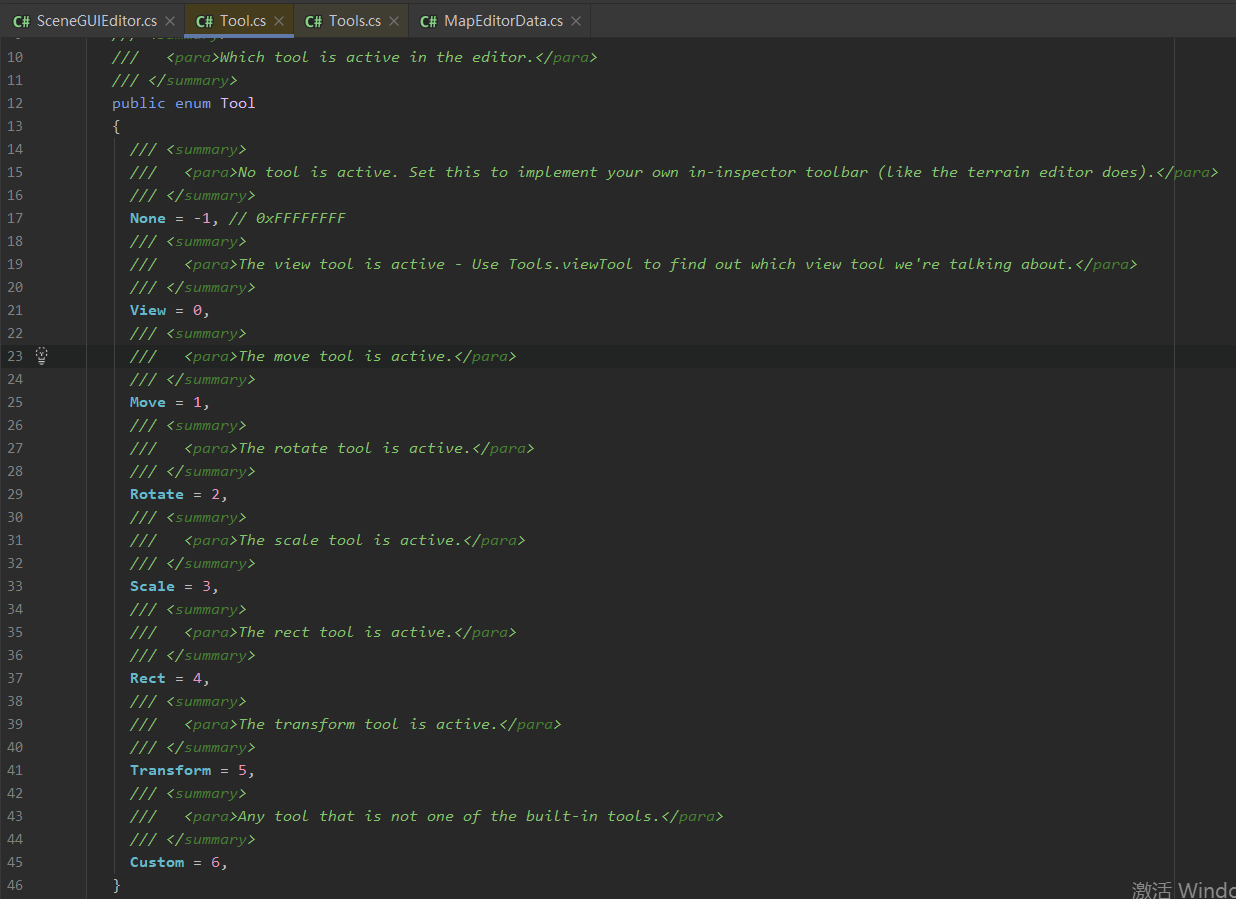 C# SceneGUIEditor.cs × C# Tool.cs × C# Tools.cs × C# MapEditorData.cs ×
10 /// <para>Which tool is active in the editor.</para>
11 /// </summary>
12 public enum Tool
13 {
14 /// <summary>
15 /// <para>No tool is active. Set this to implement your own in-inspector toolbar (like the terrain editor does).</para>
16 /// </summary>
17 None = -1, // 0xFFFFFFFF
18 /// <summary>
19 /// <para>The view tool is active - Use Tools.viewTool to find out which view tool we're talking about.</para>
20 /// </summary>
21 View = 0,
22 /// <summary>
23 /// <para>The move tool is active.</para>
24 /// </summary>
25 Move = 1,
26 /// <summary>
27 /// <para>The rotate tool is active.</para>
28 /// </summary>
29 Rotate = 2,
30 /// <summary>
31 /// <para>The scale tool is active.</para>
32 /// </summary>
33 Scale = 3,
34 /// <summary>
35 /// <para>The rect tool is active.</para>
36 /// </summary>
37 Rect = 4,
38 /// <summary>
39 /// <para>The transform tool is active.</para>
40 /// </summary>
41 Transform = 5,
42 /// <summary>
43 /// <para>Any tool that is not one of the built-in tools.</para>
44 /// </summary>
45 Custom = 6,
46 }
激活 Windo